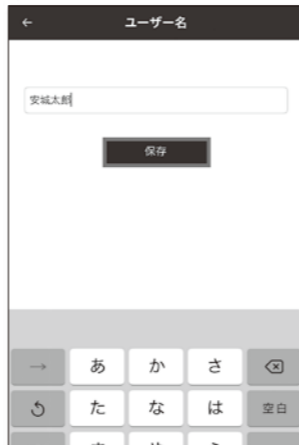 ← ユーザー名
安城太郎
保存
→ あ か さ
た な は 空白